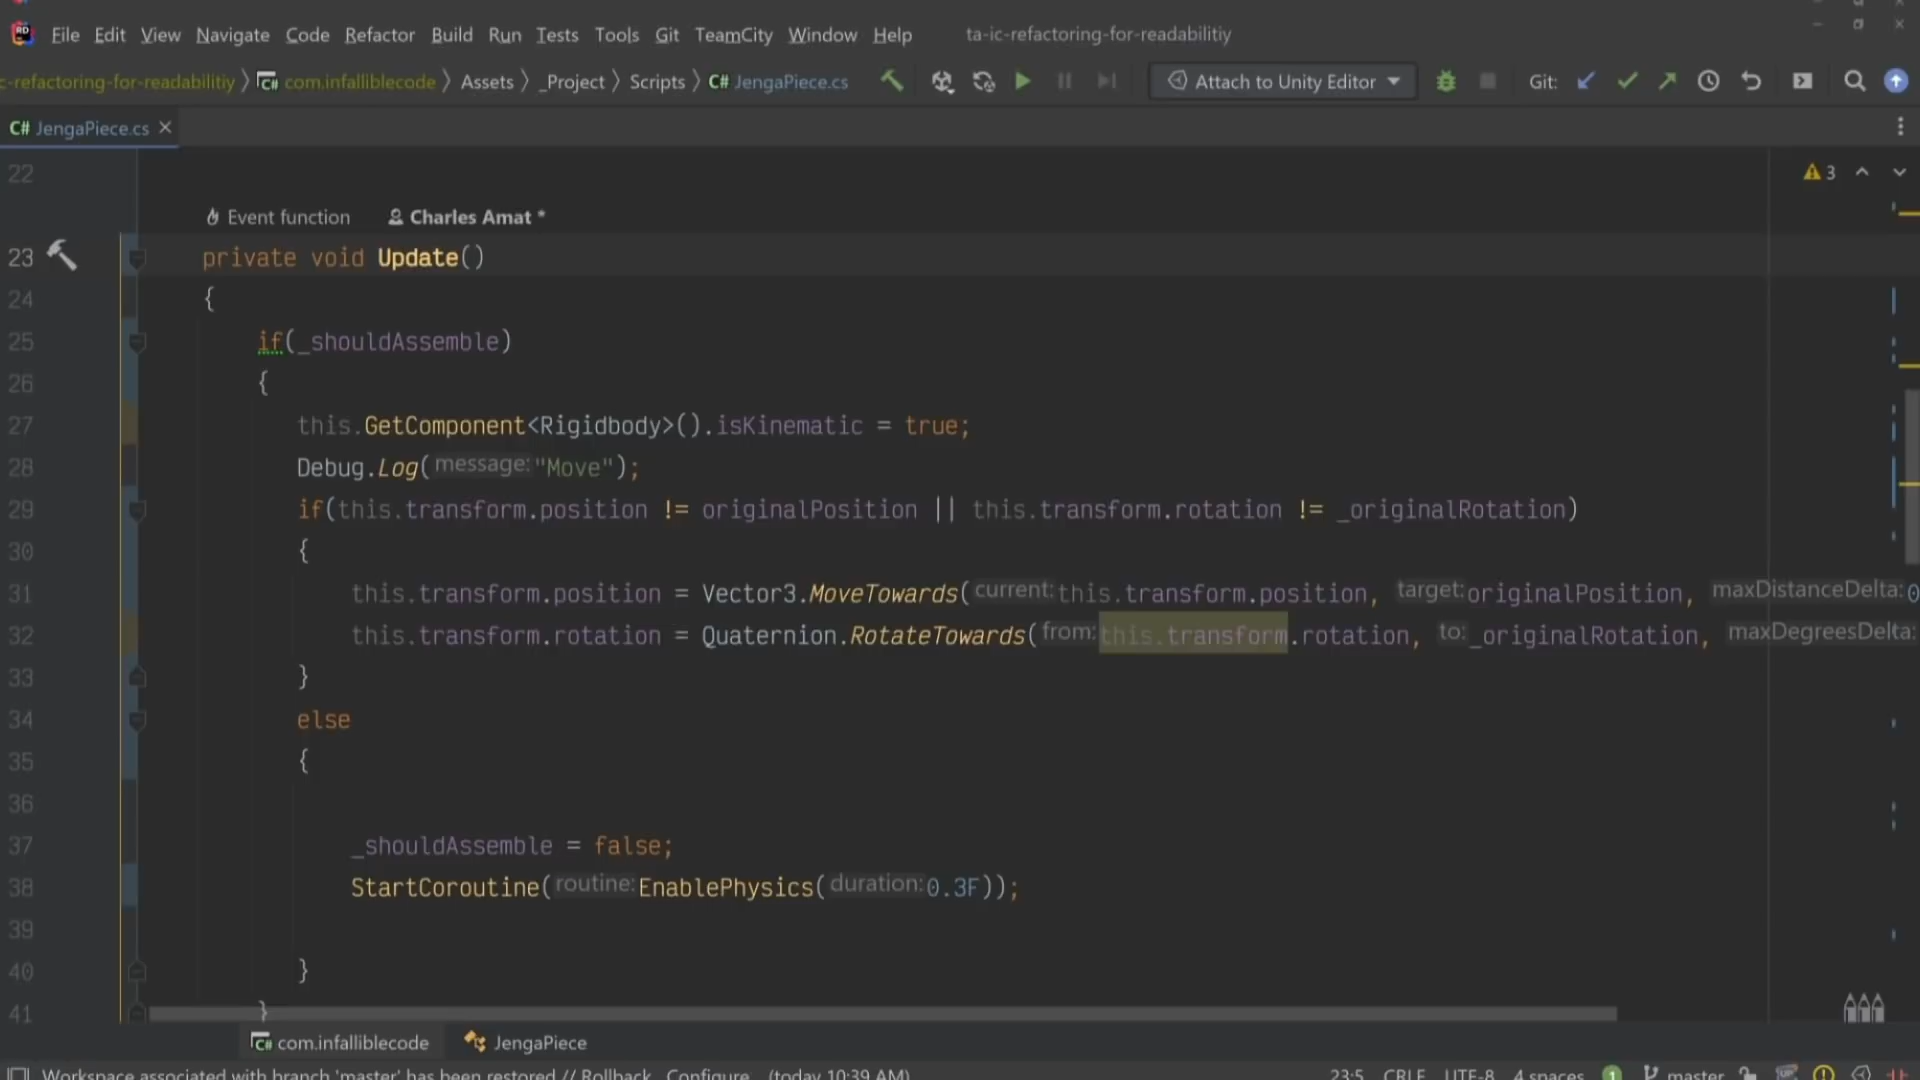 File Edit View Navigate Code Refactor Build Run Tests Tools Git TeamCity Window Help ta-ic-refactoring-for-readabilitiy
c-refactoring-for-readabilitiy com.infalliblecode Assets _Project Scripts C# JengaPiece.cs Attach to Unity Editor Git:
C# JengaPiece.cs
22
3
Event function Charles Amat *
23 private void Update()
24 {
25 if(_shouldAssemble)
26 {
27 this.GetComponent<Rigidbody>().isKinematic = true;
28 Debug.Log( message: "Move");
29 if(this.transform.position != originalPosition || this.transform.rotation != _originalRotation)
30 {
31 this.transform.position = Vector3.MoveTowards( current: this.transform.position, target: originalPosition, maxDistanceDelta: 0
32 this.transform.rotation = Quaternion.RotateTowards( from: this.transform.rotation, to: _originalRotation, maxDegreesDelta:
33 }
34 else
35 {
36
37 _shouldAssemble = false;
38 StartCoroutine( routine: EnablePhysics( duration: 0.3F));
39
40 }
41 }
C# com.infalliblecode JengaPiece
Workspace associated with branch 'master' has been restored // Rollback Configure... (today 10:39 AM) 23:5 CRLF UTF-8 4 spaces 1 master